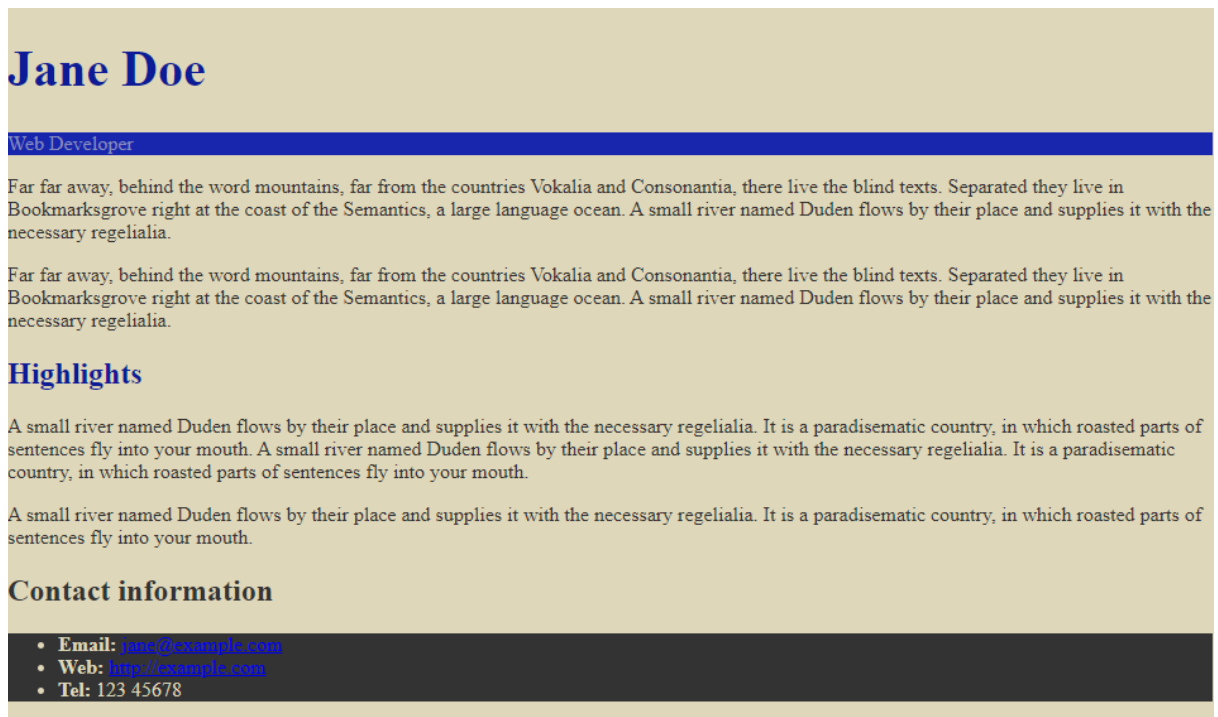 Jane Doe
Web Developer
Far far away, behind the word mountains, far from the countries Vokalia and Consonantia, there live the blind texts. Separated they live in
Bookmarksgrove right at the coast of the Semantics, a large language ocean. A small river named Duden flows by their place and supplies it with the
necessary regelialia.
Far far away, behind the word mountains, far from the countries Vokalia and Consonantia, there live the blind texts. Separated they live in
Bookmarksgrove right at the coast of the Semantics, a large language ocean. A small river named Duden flows by their place and supplies it with the
necessary regelialia.
Highlights
A small river named Duden flows by their place and supplies it with the necessary regelialia. It is a paradisematic country, in which roasted parts of
sentences fly into your mouth. A small river named Duden flows by their place and supplies it with the necessary regelialia. It is a paradisematic
country, in which roasted parts of sentences fly into your mouth.
A small river named Duden flows by their place and supplies it with the necessary regelialia. It is a paradisematic country, in which roasted parts of
sentences fly into your mouth.
Contact information
• Email: jane@example.com
• Web: http://example.com
• Tel: 123 45678